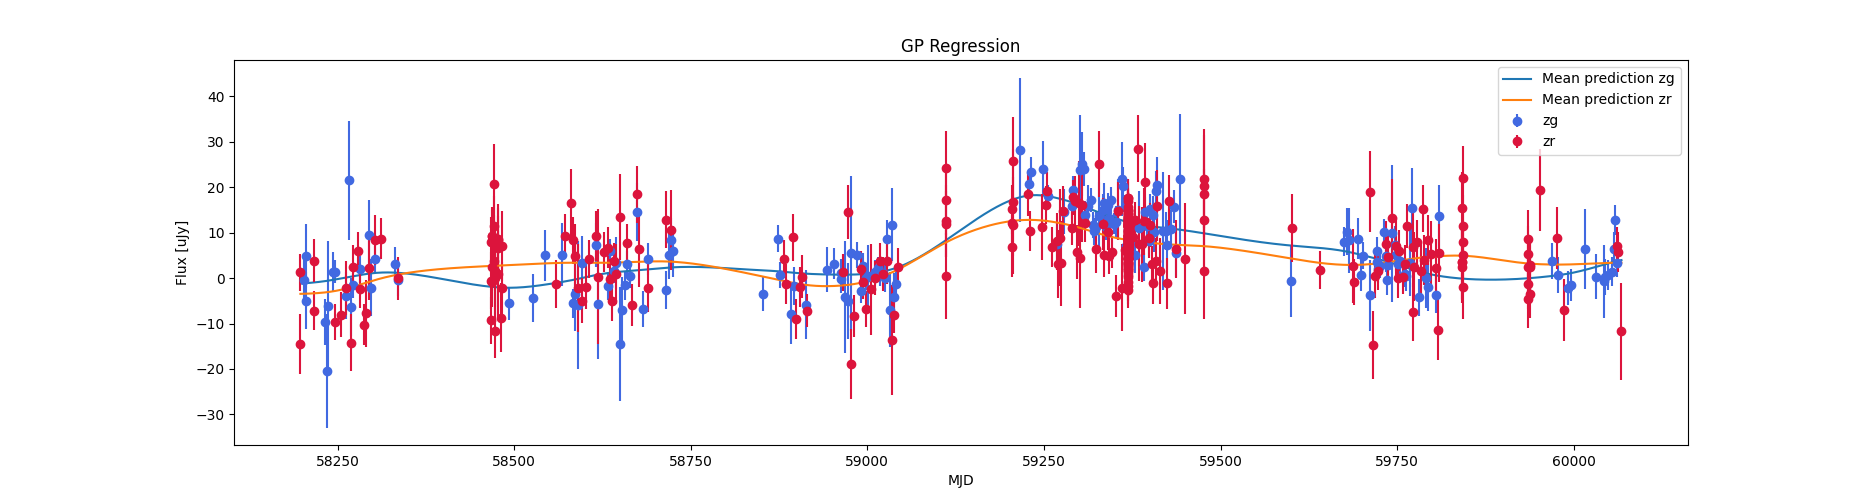 GP Regression
Flux [uJy]
40
30
20
10
0
−10
−20
−30
58250 58500 58750 59000 59250 59500 59750 60000
MJD
Mean prediction zg
Mean prediction zr
zg
zr